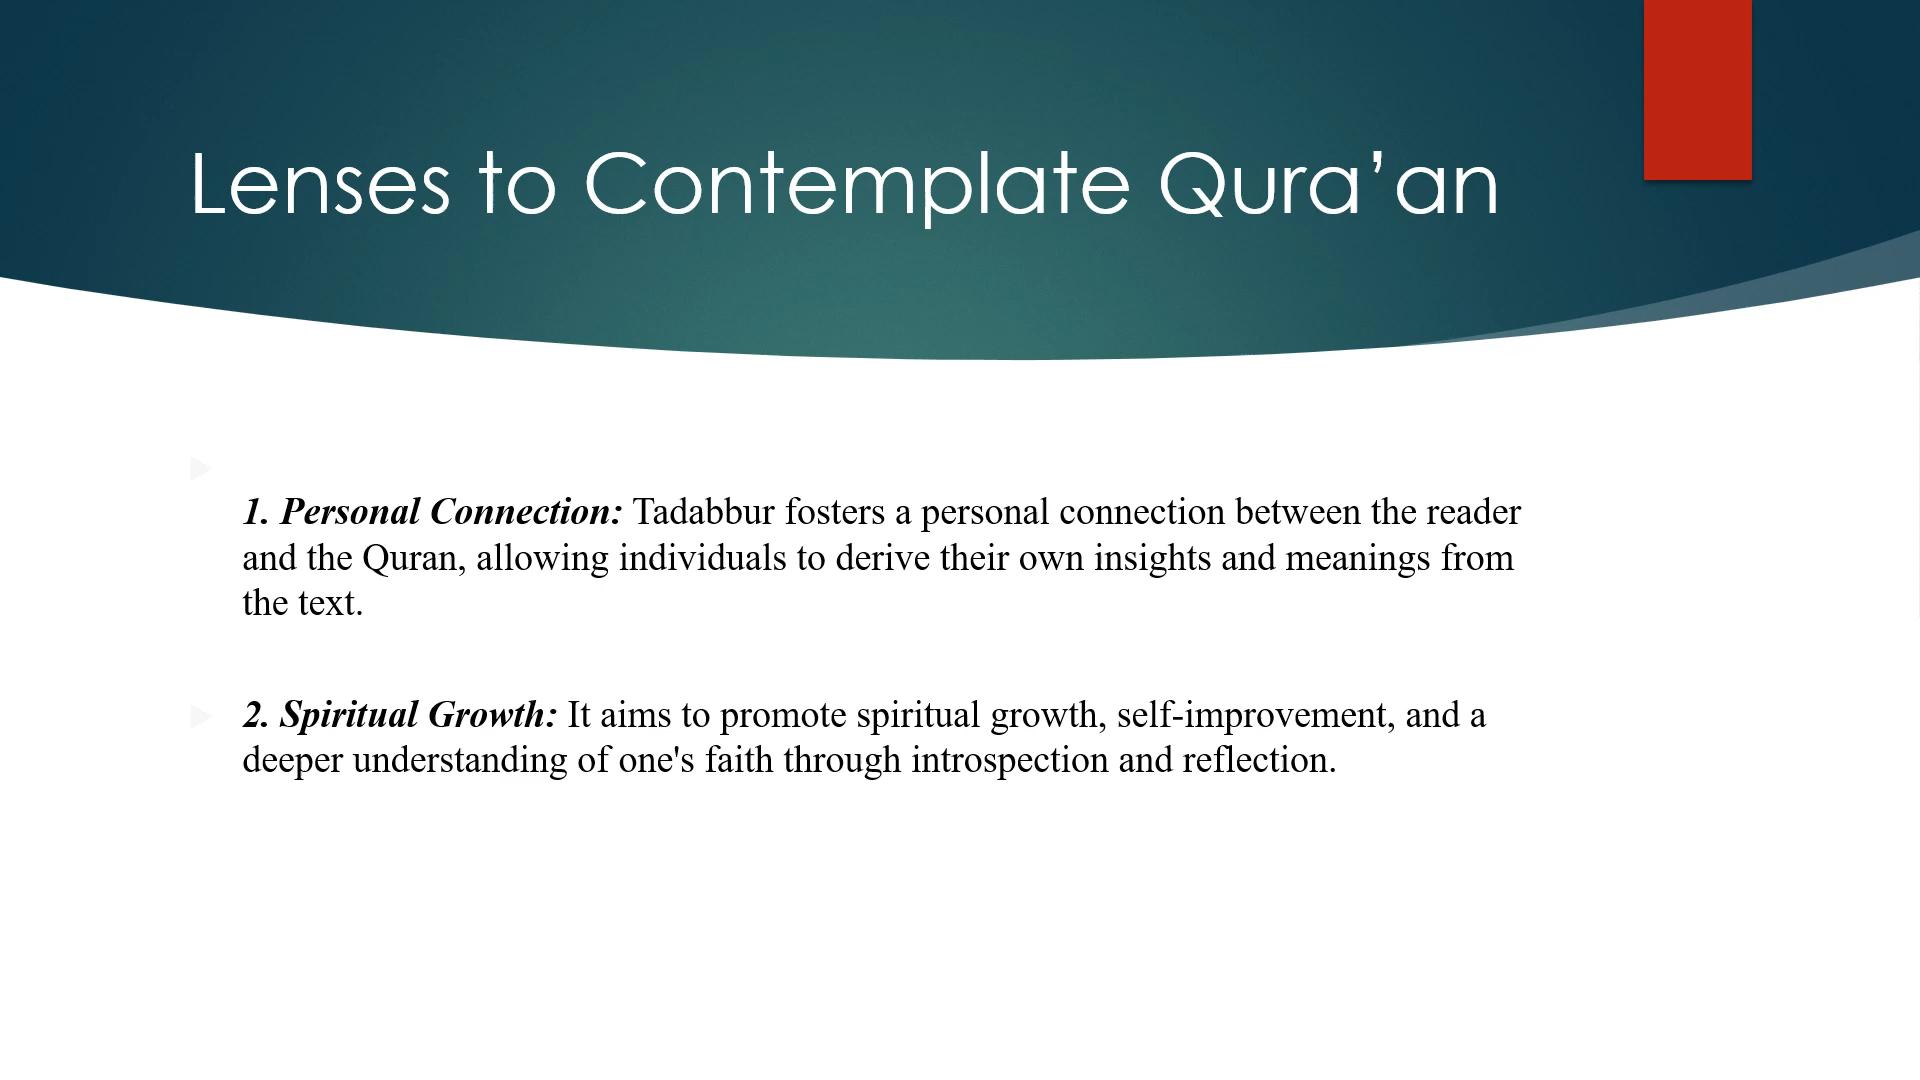 Lenses to Contemplate Qura’an
1. Personal Connection: Tadabbur fosters a personal connection between the reader
and the Quran, allowing individuals to derive their own insights and meanings from
the text.
2. Spiritual Growth: It aims to promote spiritual growth, self-improvement, and a
deeper understanding of one's faith through introspection and reflection.